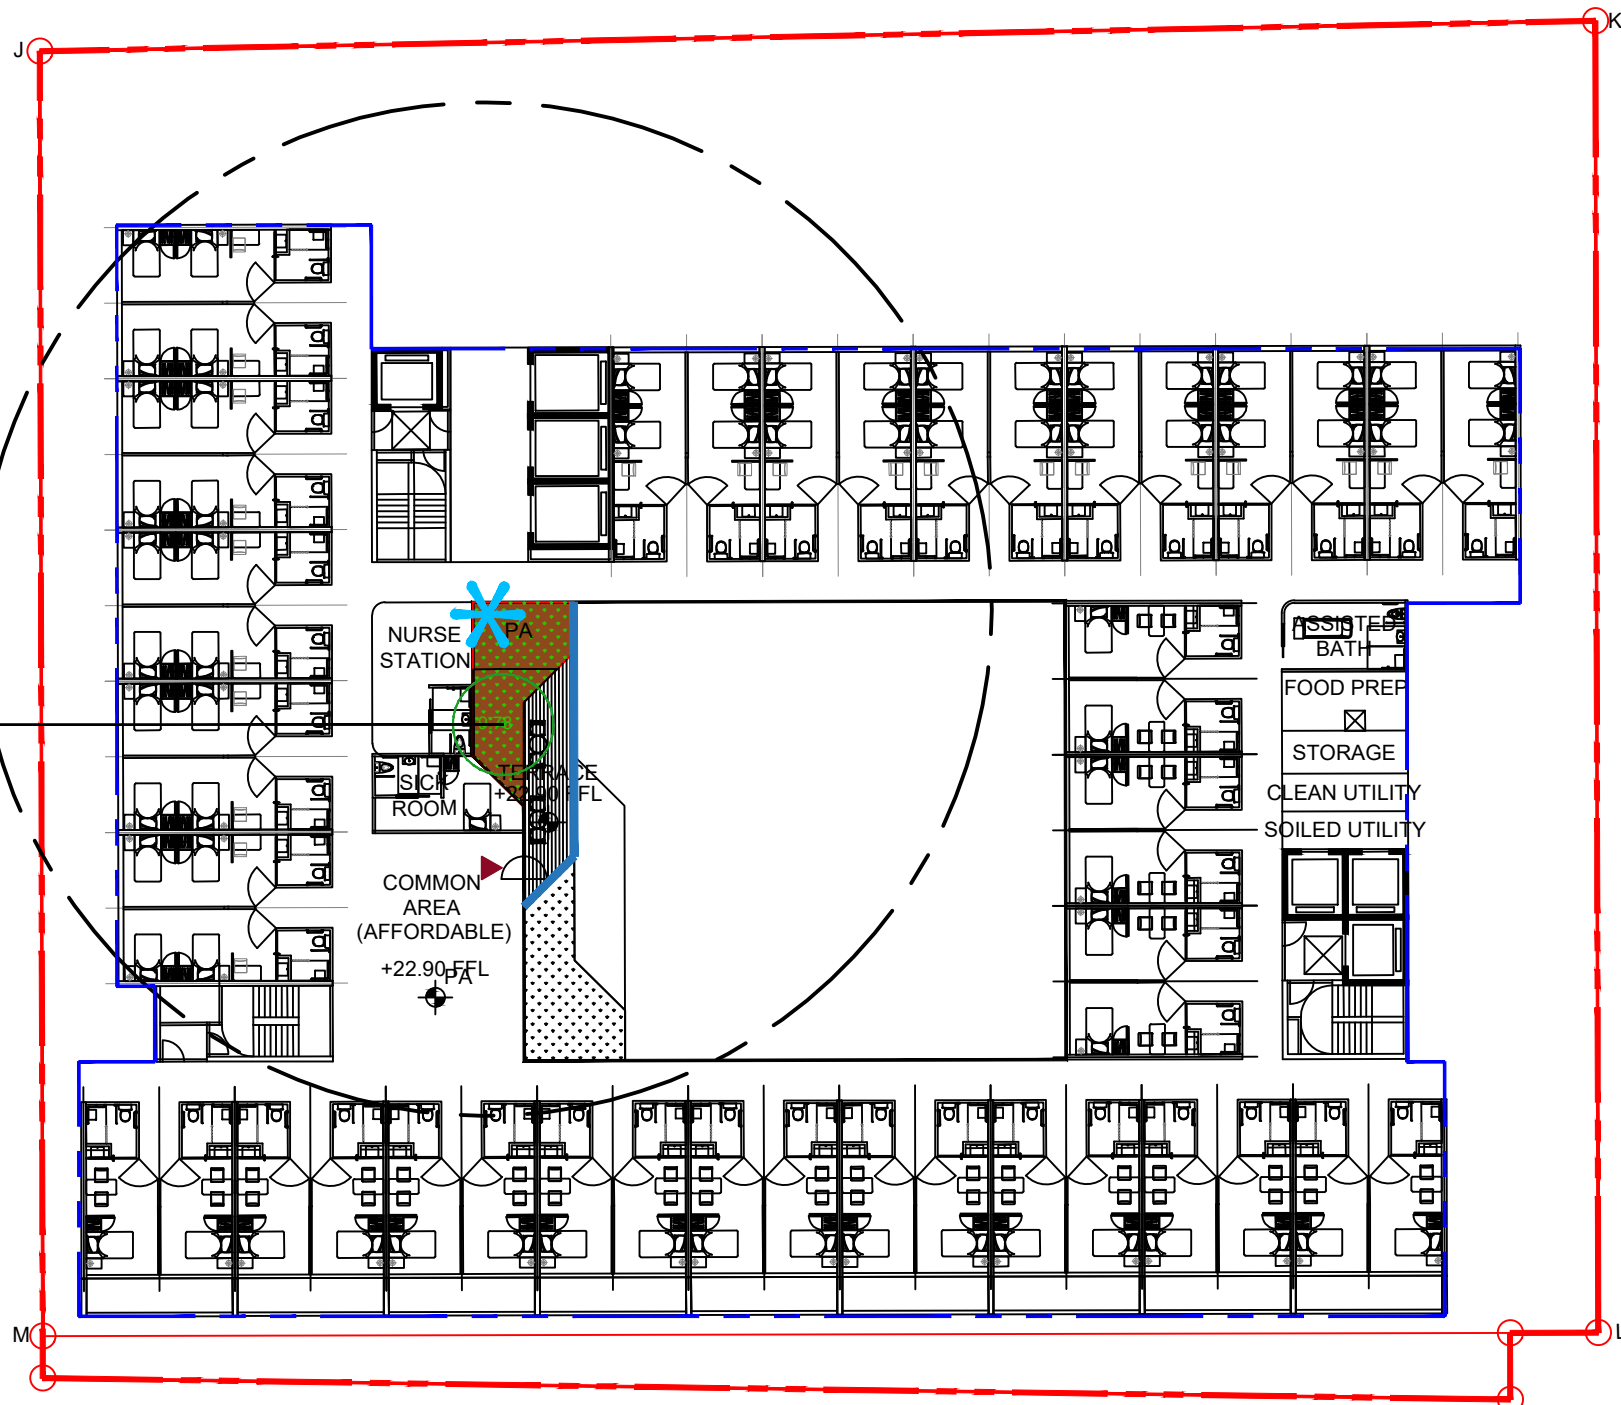 J
K
PA
NURSE
STATION
ASSISTED
BATH
FOOD PREP
STORAGE
CLEAN UTILITY
SOILED UTILITY
TERRACE
+22.90 FFL
SICK
ROOM
COMMON
AREA
(AFFORDABLE)
+22.90 FFL
PA
M
L